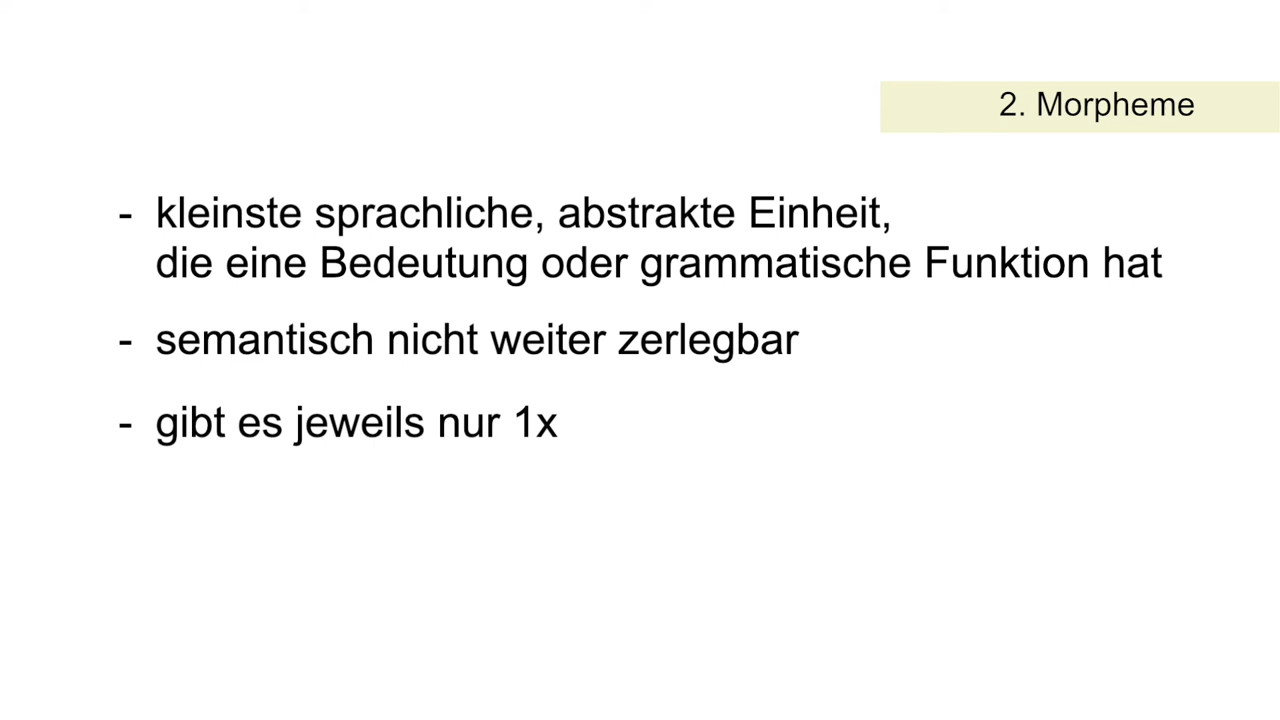 2. Morpheme
- kleinste sprachliche, abstrakte Einheit,
die eine Bedeutung oder grammatische Funktion hat
- semantisch nicht weiter zerlegbar
- gibt es jeweils nur 1x